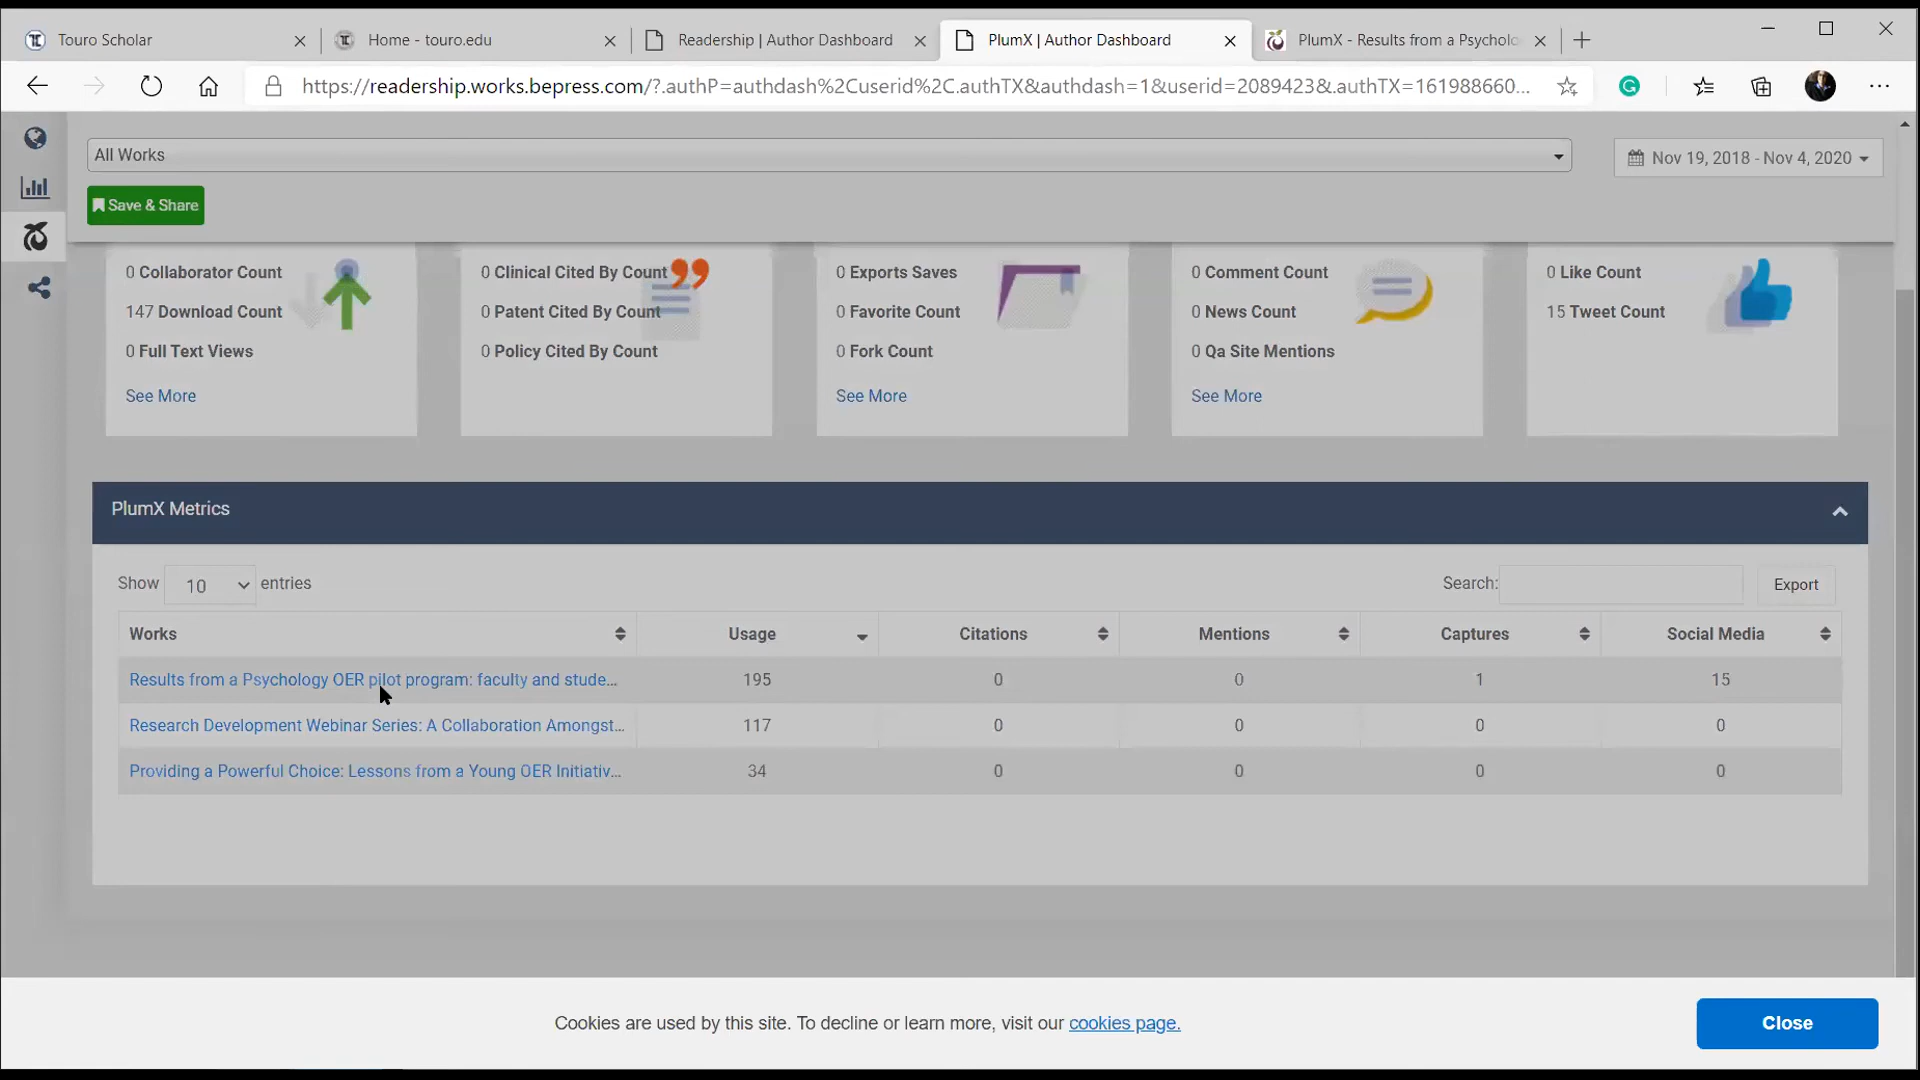 Touro Scholar
Home - touro.edu
Readership | Author Dashboard
PlumX | Author Dashboard
PlumX - Results from a Psycholo
https://readership.works.bepress.com/?.authP=authdash%2Cuserid%2C.authTX&authdash=1&userid=2089423&.authTX=161988660...
All Works
Nov 19, 2018 - Nov 4, 2020
Save & Share
0 Collaborator Count
147 Download Count
0 Full Text Views
See More
0 Clinical Cited By Count
0 Patent Cited By Count
0 Policy Cited By Count
0 Exports Saves
0 Favorite Count
0 Fork Count
See More
0 Comment Count
0 News Count
0 Qa Site Mentions
See More
0 Like Count
15 Tweet Count
PlumX Metrics
Show 10 entries
Search:
Export
Works Usage Citations Mentions Captures Social Media
Results from a Psychology OER pilot program: faculty and stude... 195 0 0 1 15
Research Development Webinar Series: A Collaboration Amongst... 117 0 0 0 0
Providing a Powerful Choice: Lessons from a Young OER Initiativ... 34 0 0 0 0
Cookies are used by this site. To decline or learn more, visit our cookies page.
Close